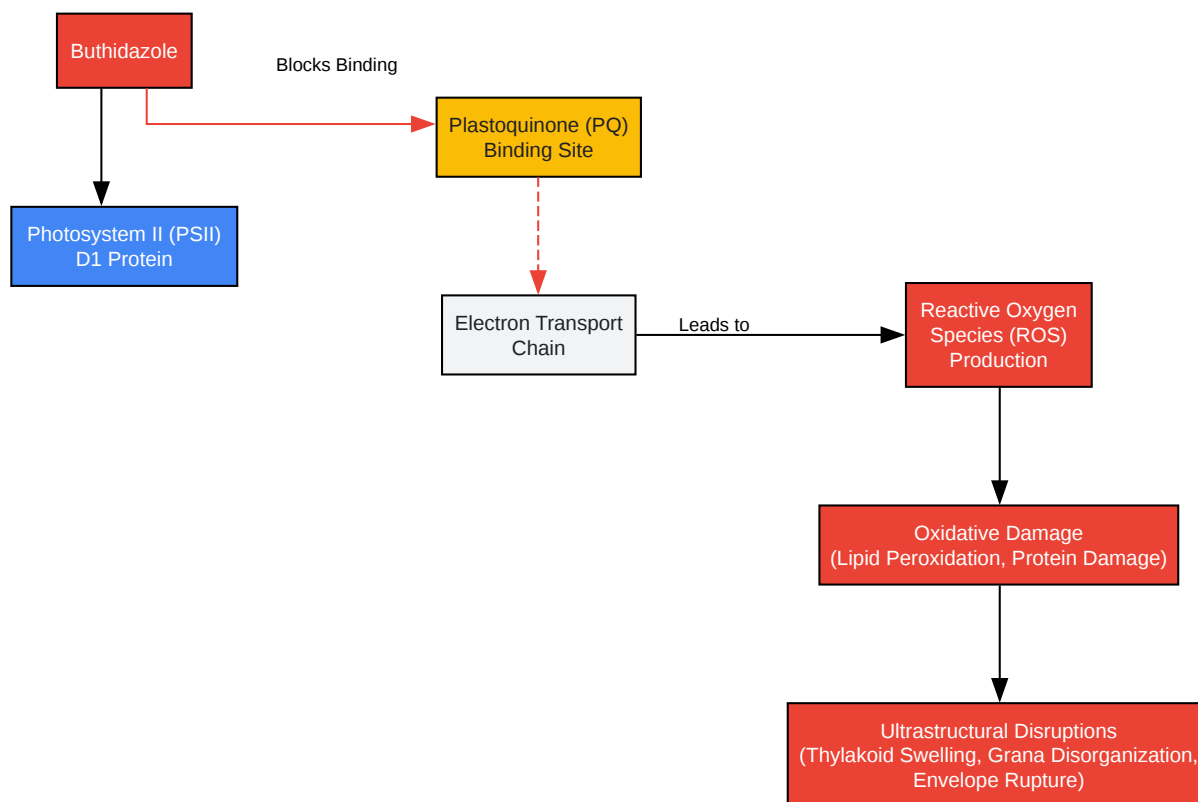 Buthidazole
Blocks Binding
Plastoquinone (PQ)
Binding Site
Photosystem II (PSII)
D1 Protein
Electron Transport
Chain
Leads to
Reactive Oxygen
Species (ROS)
Production
Oxidative Damage
(Lipid Peroxidation, Protein Damage)
Ultrastructural Disruptions
(Thylakoid Swelling, Grana Disorganization,
Envelope Rupture)